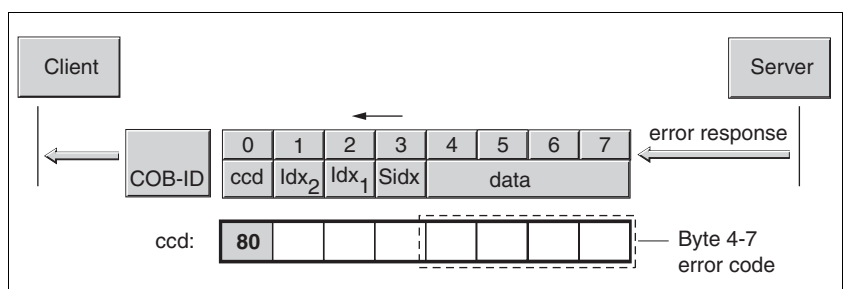 Client
Server
0 1 2 3 4 5 6 7
error response
COB-ID
ccd Idx2 Idx1 Sidx data
ccd: 80
Byte 4-7
error code